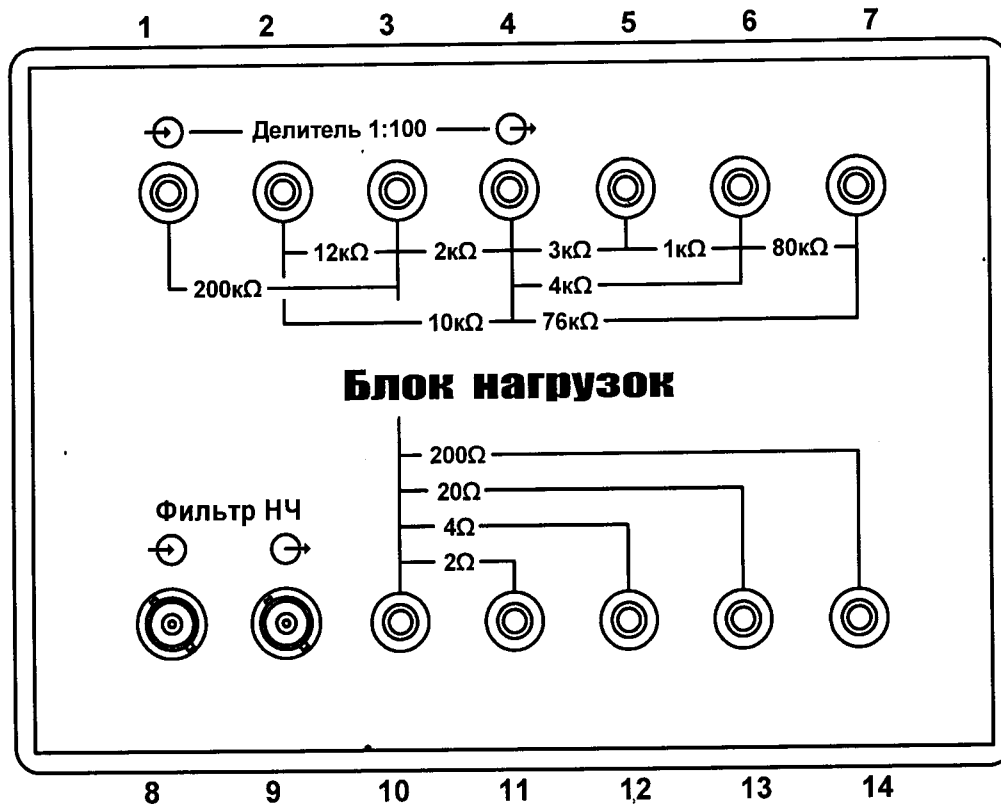 1 2 3 4 5 6 7
Делитель 1:100
12кΩ 2кΩ 3кΩ 1кΩ 80кΩ
200кΩ 4кΩ
10кΩ 76кΩ
Блок нагрузок
200Ω
20Ω
Фильтр НЧ
4Ω
2Ω
8 9 10 11 12 13 14